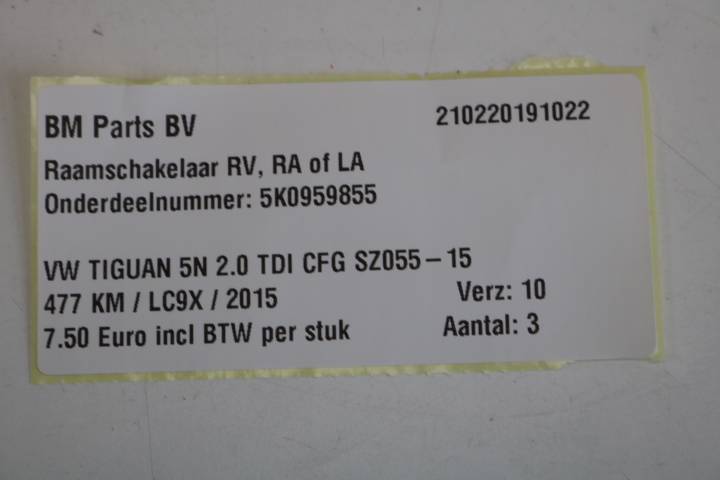 BM Parts BV 210220191022
Raamschakelaar RV, RA of LA
Onderdeelnummer: 5K0959855
VW TIGUAN 5N 2.0 TDI CFG SZ055-15
477 KM / LC9X / 2015 Verz: 10
7.50 Euro incl BTW per stuk Aantal: 3